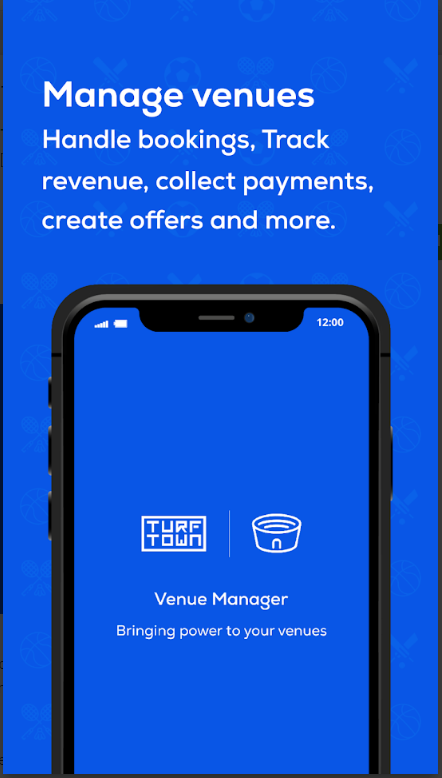 Manage venues
Handle bookings, Track
revenue, collect payments,
create offers and more.
12:00
TURF
TOWN
Venue Manager
Bringing power to your venues